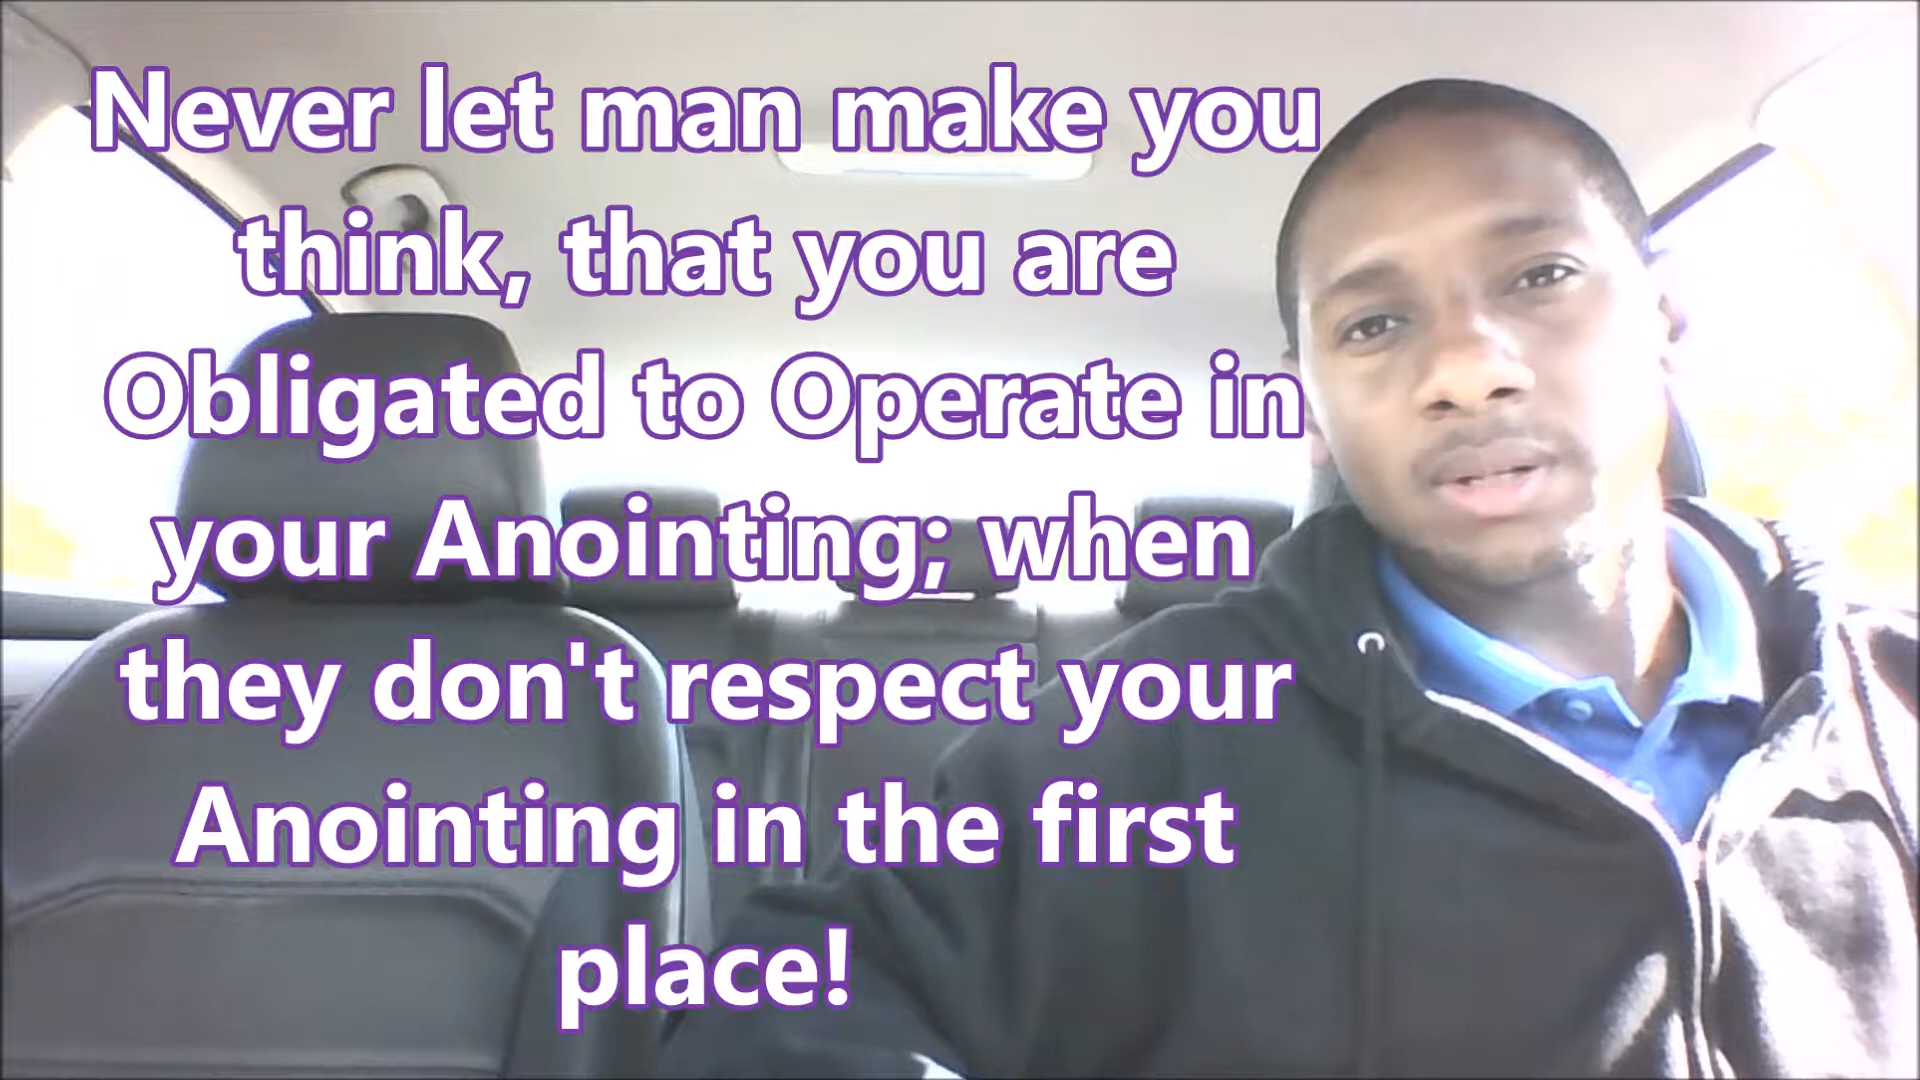 Never let man make you
think, that you are
Obligated to Operate in
your Anointing; when
they don't respect your
Anointing in the first
place!